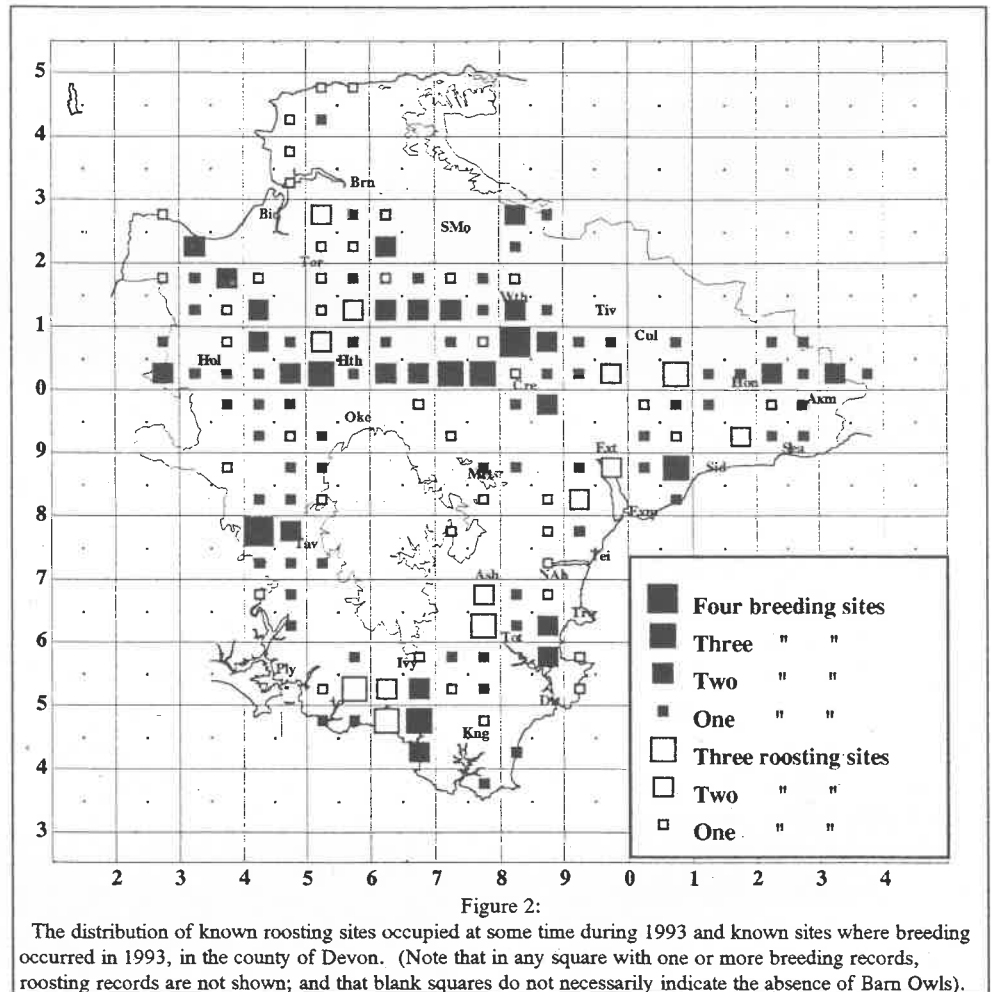 5
4
Brn
3
Bid
SMo
2
Tor
Wth
Tiv
1
Cul
Hol
Hth
0
Cre
Hon
Axm
Oke
9
Ext
Sea
Sid
Mrh
8
Exm
Tav
Tei
7
Ash
NAb
6
Tot
Trq
Ply
Ivy
5
Dar
Kng
4
3
2 3 4 5 6 7 8 9 0 1 2 3 4
Four breeding sites
Three " "
Two " "
One " "
Three roosting sites
Two " "
One " "
Figure 2:
The distribution of known roosting sites occupied at some time during 1993 and known sites where breeding
occurred in 1993, in the county of Devon. (Note that in any square with one or more breeding records,
roosting records are not shown; and that blank squares do not necessarily indicate the absence of Barn Owls).